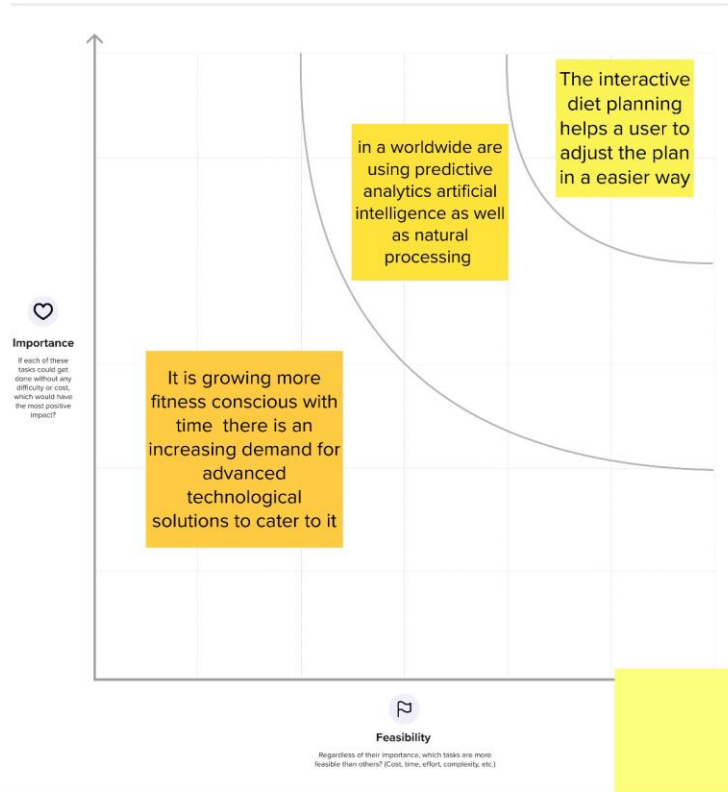 The interactive
diet planning
helps a user to
adjust the plan
in a easier way
in a worldwide are
using predictive
analytics artificial
intelligence as well
as natural
processing
Importance
If each of these
tasks could get
done without any
difficulty or cost,
which would have
the most positive
impact?
It is growing more
fitness conscious with
time there is an
increasing demand for
advanced
technological
solutions to cater to it
Feasibility
Regardless of their importance, which tasks are more
feasible than others? (Cost, time, effort, complexity, etc.)